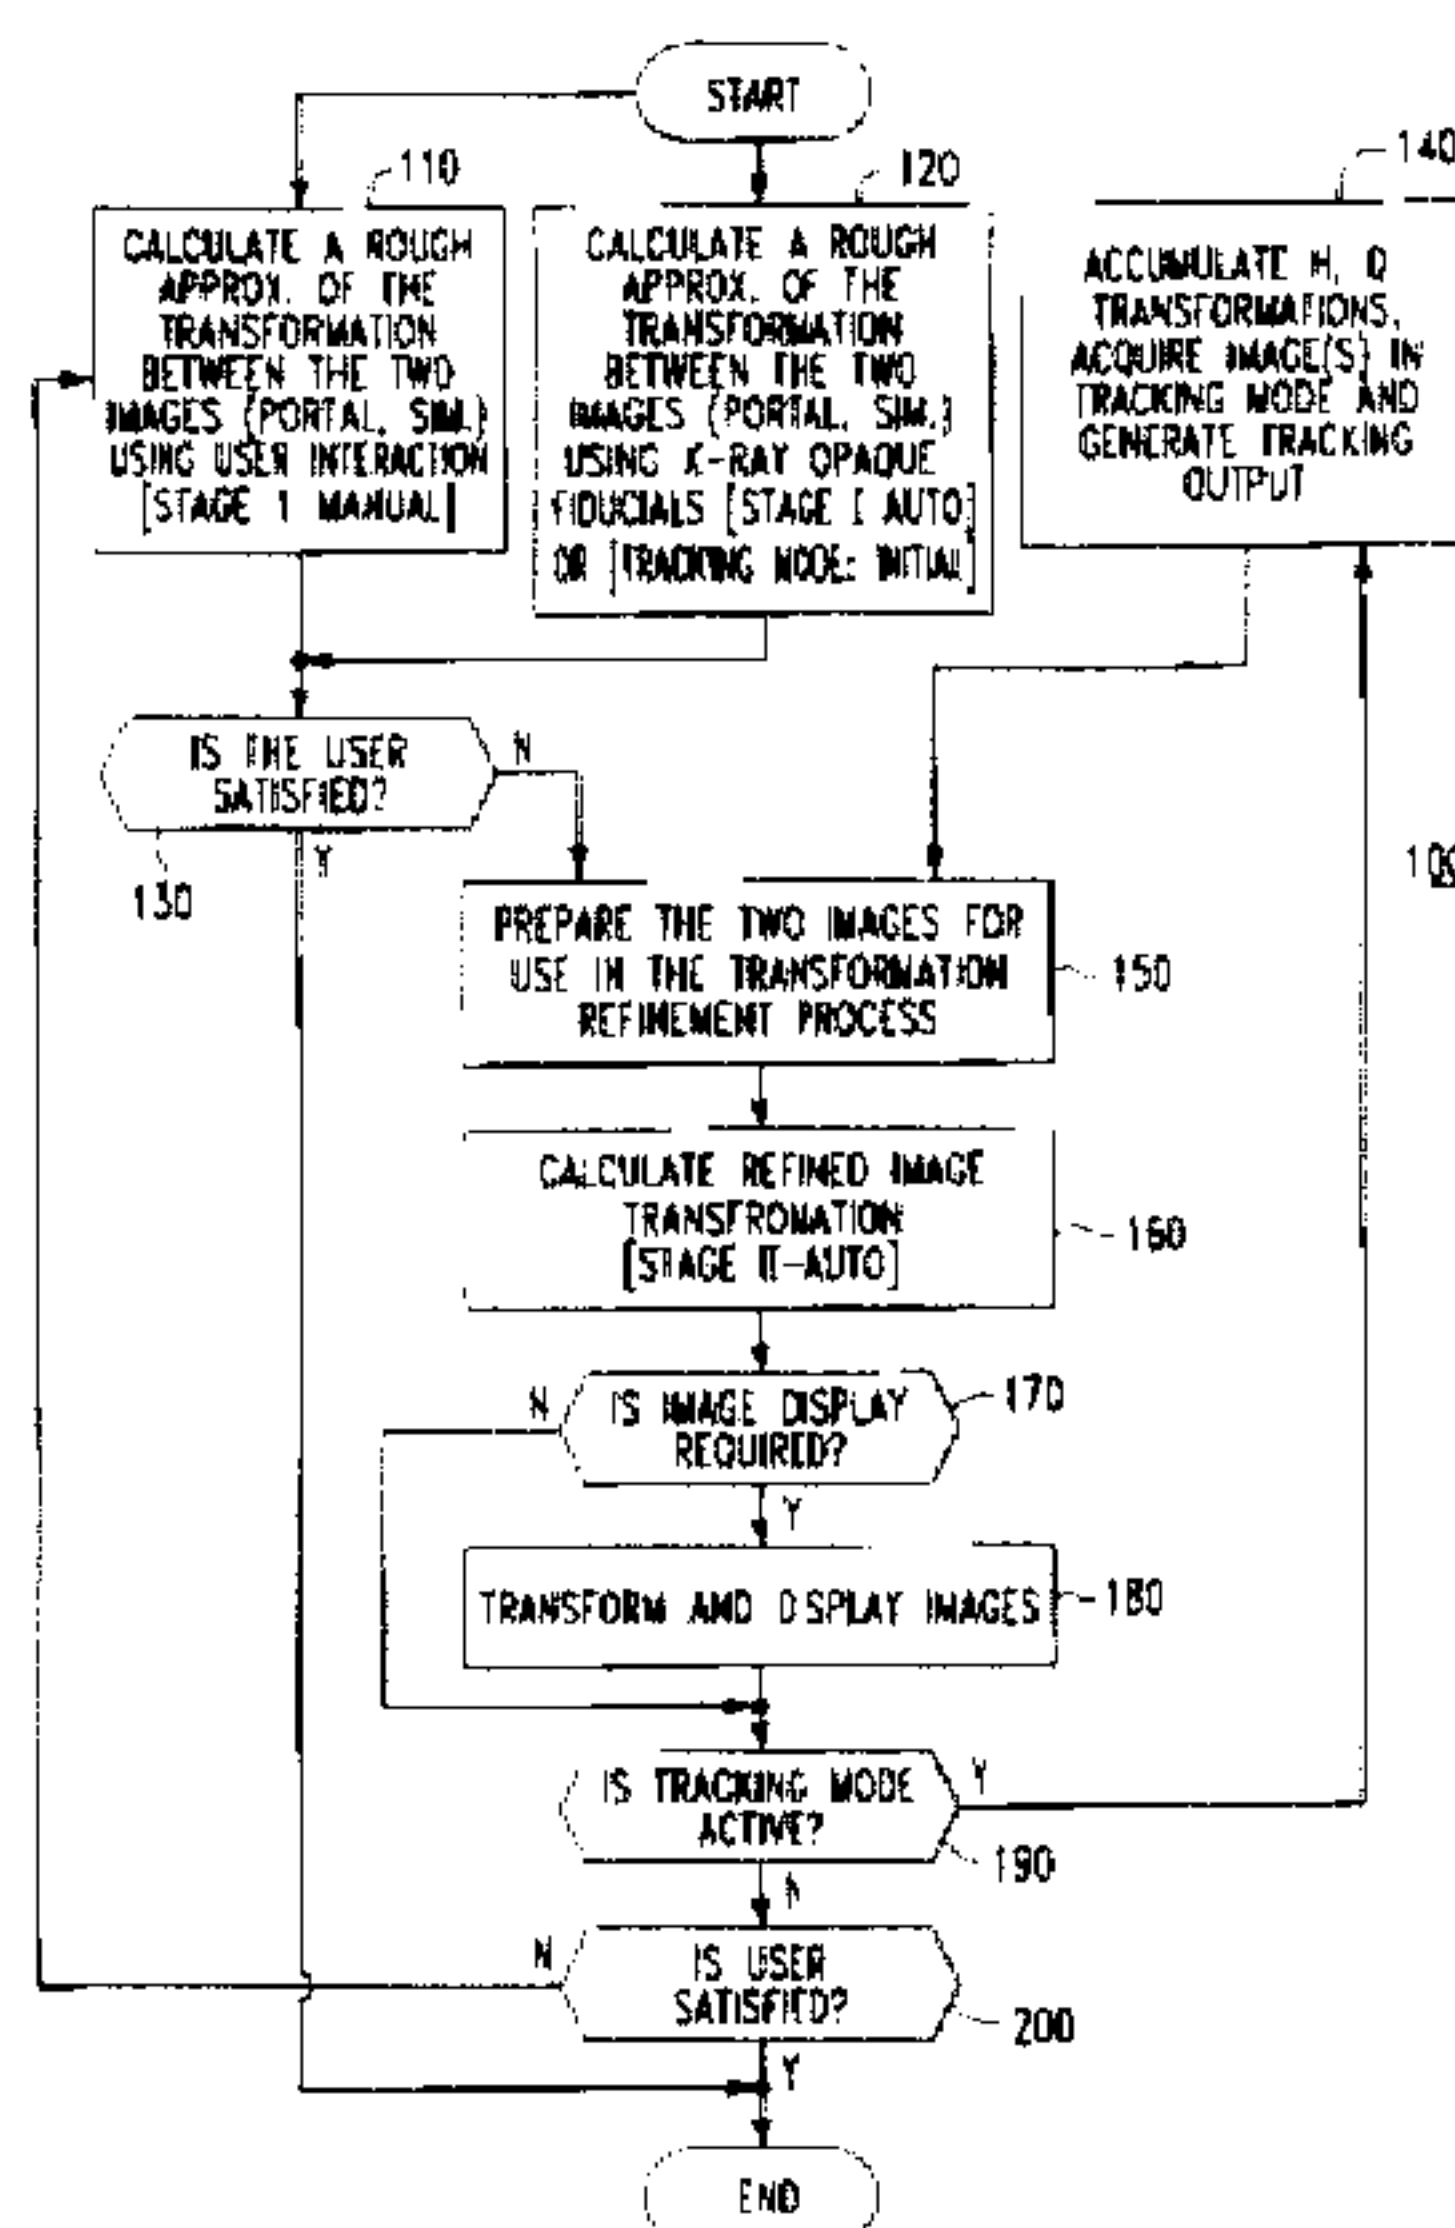 START
110
CALCULATE A ROUGH
APPROX. OF THE
TRANSFORMATION
BETWEEN THE TWO
IMAGES (PORTAL, SIM.)
USING USER INTERACTION
[STAGE 1 MANUAL]
120
CALCULATE A ROUGH
APPROX. OF THE
TRANSFORMATION
BETWEEN THE TWO
IMAGES (PORTAL, SIM.)
USING X-RAY OPAQUE
FIDUCIALS [STAGE I AUTO]
OR [TRACKING MODE: INITIAL]
140
ACCUMULATE H, Q
TRANSFORMATIONS,
ACQUIRE IMAGE(S) IN
TRACKING MODE AND
GENERATE TRACKING
OUTPUT
IS THE USER
SATISFIED?
N
Y
130
100
PREPARE THE TWO IMAGES FOR
USE IN THE TRANSFORMATION
REFINEMENT PROCESS
150
CALCULATE REFINED IMAGE
TRANSFROMATION
[STAGE II-AUTO]
160
N
IS IMAGE DISPLAY
REQUIRED?
170
Y
TRANSFORM AND DISPLAY IMAGES
180
IS TRACKING MODE
ACTIVE?
Y
190
N
N
IS USER
SATISFIED?
200
Y
END